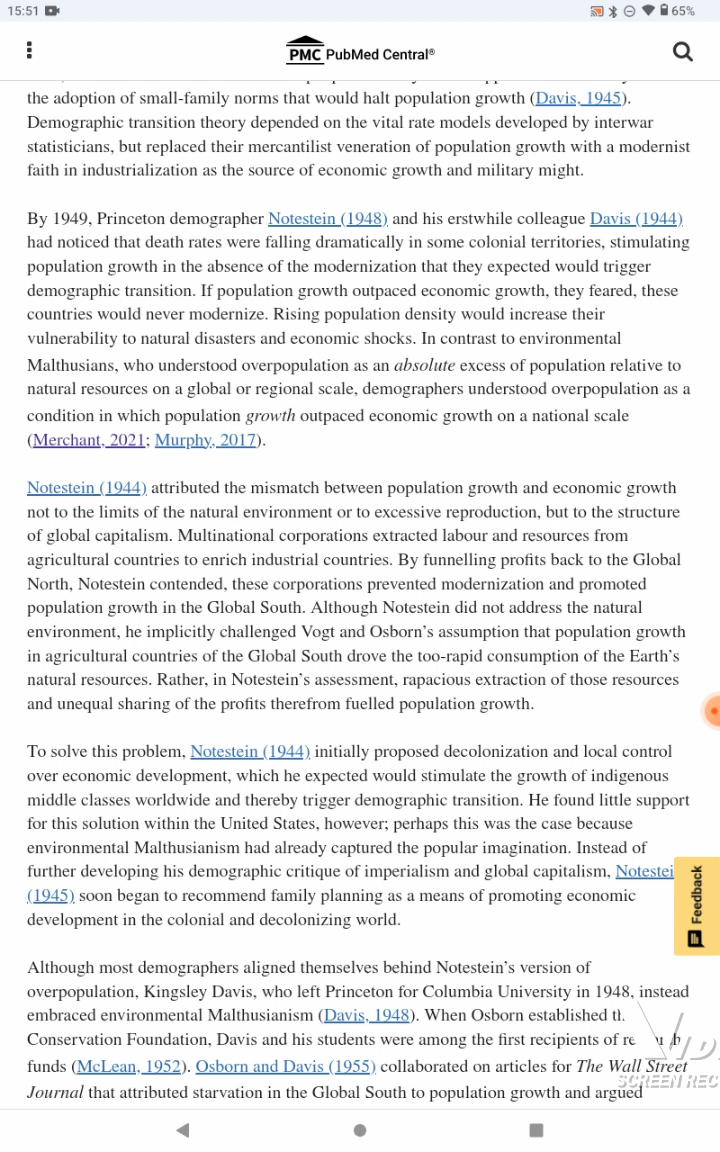 15:51
65%
PMC PubMed Central®
the adoption of small-family norms that would halt population growth (Davis, 1945).
Demographic transition theory depended on the vital rate models developed by interwar
statisticians, but replaced their mercantilist veneration of population growth with a modernist
faith in industrialization as the source of economic growth and military might.
By 1949, Princeton demographer Notestein (1948) and his erstwhile colleague Davis (1944)
had noticed that death rates were falling dramatically in some colonial territories, stimulating
population growth in the absence of the modernization that they expected would trigger
demographic transition. If population growth outpaced economic growth, they feared, these
countries would never modernize. Rising population density would increase their
vulnerability to natural disasters and economic shocks. In contrast to environmental
Malthusians, who understood overpopulation as an absolute excess of population relative to
natural resources on a global or regional scale, demographers understood overpopulation as a
condition in which population growth outpaced economic growth on a national scale
(Merchant, 2021; Murphy, 2017).
Notestein (1944) attributed the mismatch between population growth and economic growth
not to the limits of the natural environment or to excessive reproduction, but to the structure
of global capitalism. Multinational corporations extracted labour and resources from
agricultural countries to enrich industrial countries. By funnelling profits back to the Global
North, Notestein contended, these corporations prevented modernization and promoted
population growth in the Global South. Although Notestein did not address the natural
environment, he implicitly challenged Vogt and Osborn's assumption that population growth
in agricultural countries of the Global South drove the too-rapid consumption of the Earth's
natural resources. Rather, in Notestein's assessment, rapacious extraction of those resources
and unequal sharing of the profits therefrom fuelled population growth.
To solve this problem, Notestein (1944) initially proposed decolonization and local control
over economic development, which he expected would stimulate the growth of indigenous
middle classes worldwide and thereby trigger demographic transition. He found little support
for this solution within the United States, however; perhaps this was the case because
environmental Malthusianism had already captured the popular imagination. Instead of
further developing his demographic critique of imperialism and global capitalism, Notestei
(1945) soon began to recommend family planning as a means of promoting economic
development in the colonial and decolonizing world.
Feedback
Although most demographers aligned themselves behind Notestein's version of
overpopulation, Kingsley Davis, who left Princeton for Columbia University in 1948, instead
embraced environmental Malthusianism (Davis, 1948). When Osborn established
Conservation Foundation, Davis and his students were among the first recipients of
funds (McLean, 1952). Osborn and Davis (1955) collaborated on articles for The Wall Street
Journal that attributed starvation in the Global South to population growth and argued
SCREEN REC